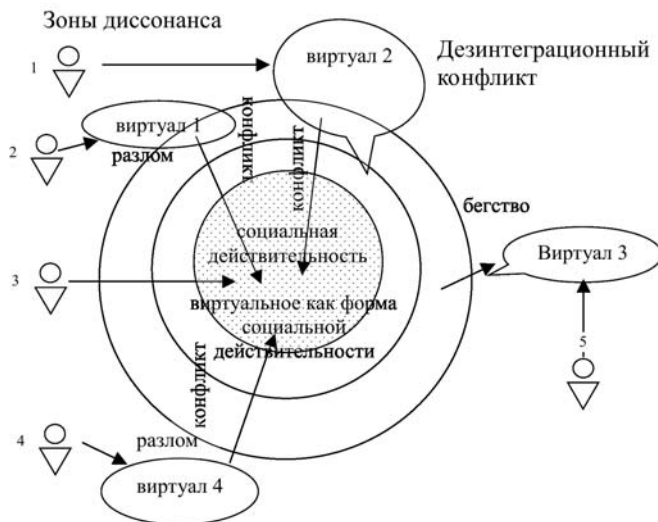 Зоны диссонанса
1
виртуал 2
Дезинтеграционный
конфликт
виртуал 1
конфликт
конфликт
2
разлом
бегство
социальная
действительность
Виртуал 3
3
виртуальное как форма
социальной
действительности
5
конфликт
4
разлом
виртуал 4